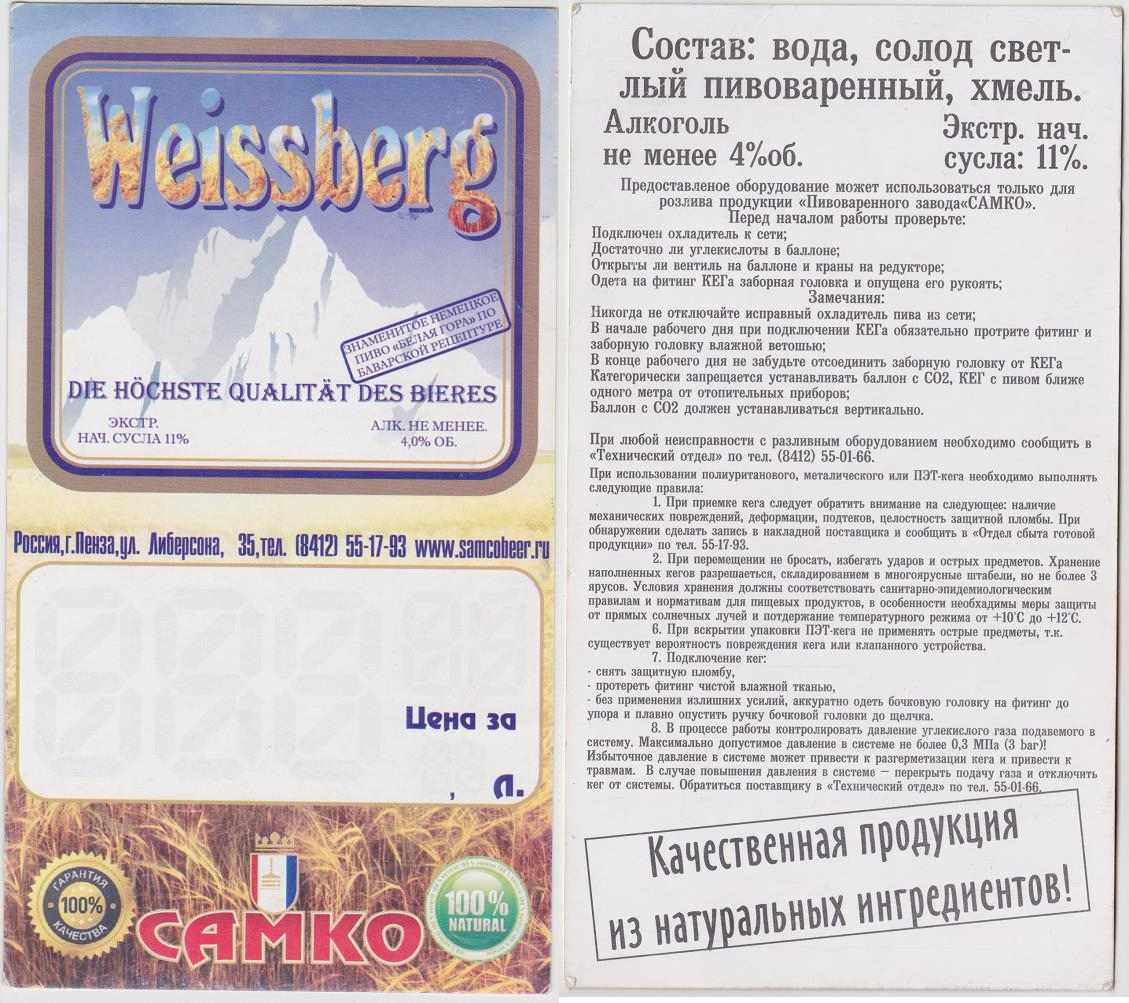 Weissberg
ЗНАМЕНИТОЕ НЕМЕЦКОЕ
ПИВО «БЕЛАЯ ГОРА» ПО
БАВАРСКОЙ РЕЦЕПТУРЕ
DIE HÖCHSTE QUALITÄT DES BIERES
ЭКСТР.
НАЧ. СУСЛА 11%
АЛК. НЕ МЕНЕЕ.
4,0% ОБ.
Россия,г.Пенза,ул. Либерсона, 35,тел. (8412) 55-17-93 www.samcobeer.ru
Цена за
, л.
ГАРАНТИЯ
100%
КАЧЕСТВА
САМКО
100%
NATURAL
Состав: вода, солод свет-
лый пивоваренный, хмель.
Алкоголь
не менее 4%об.
Экстр. нач.
сусла: 11%.
Предоставленое оборудование может использоваться только для
розлива продукции «Пивоваренного завода«САМКО».
Перед началом работы проверьте:
Подключен охладитель к сети;
Достаточно ли углекислоты в баллоне;
Открыты ли вентиль на баллоне и краны на редукторе;
Одета на фитинг КЕГа заборная головка и опущена его рукоять;
Замечания:
Никогда не отключайте исправный охладитель пива из сети;
В начале рабочего дня при подключении КЕГа обязательно протрите фитинг и
заборную головку влажной ветошью;
В конце рабочего дня не забудьте отсоединить заборную головку от КЕГа
Категорически запрещается устанавливать баллон с СО2, КЕГ с пивом ближе
одного метра от отопительных приборов;
Баллон с СО2 должен устанавливаться вертикально.
При любой неисправности с разливным оборудованием необходимо сообщить в
«Технический отдел» по тел. (8412) 55-01-66.
При использовании полиуритановго, металического или ПЭТ-кега необходимо выполнять
следующие правила:
1. При приемке кега следует обратить внимание на следующее: наличие
механических повреждений, деформации, подтеков, целостность защитной пломбы. При
обнаружении сделать запись в накладной поставщика и сообщить в «Отдел сбыта готовой
продукции» по тел. 55-17-93.
2. При перемещении не бросать, избегать ударов и острых предметов. Хранение
наполненных кегов разрешаеться, складированием в многоярусные штабели, но не более 3
ярусов. Условия хранения должны соответствовать санитарно-эпидемиологическим
правилам и нормативам для пищевых продуктов, в особенности необходимы меры защиты
от прямых солнечных лучей и потдержание температурного режима от +10°С до +12°С.
6. При вскрытии упаковки ПЭТ-кега не применять острые предметы, т.к.
существует вероятность повреждения кега или клапанного устройства.
7. Подключение кег:
- снять защитную пломбу,
- протереть фитинг чистой влажной тканью,
- без применения излишних усилий, аккуратно одеть бочковую головку на фитинг до
упора и плавно опустить ручку бочковой головки до щелчка.
8. В процессе работы контролировать давление углекислого газа подаваемого в
систему. Максимально допустимое давление в системе не более 0,3 МПа (3 bar)!
Избыточное давление в системе может привести к разгерметизации кега и привести к
травмам. В случае повышения давления в системе – перекрыть подачу газа и отключить
кег от системы. Обратиться поставщику в «Технический отдел» по тел. 55-01-66.
Качественная продукция
из натуральных ингредиентов!